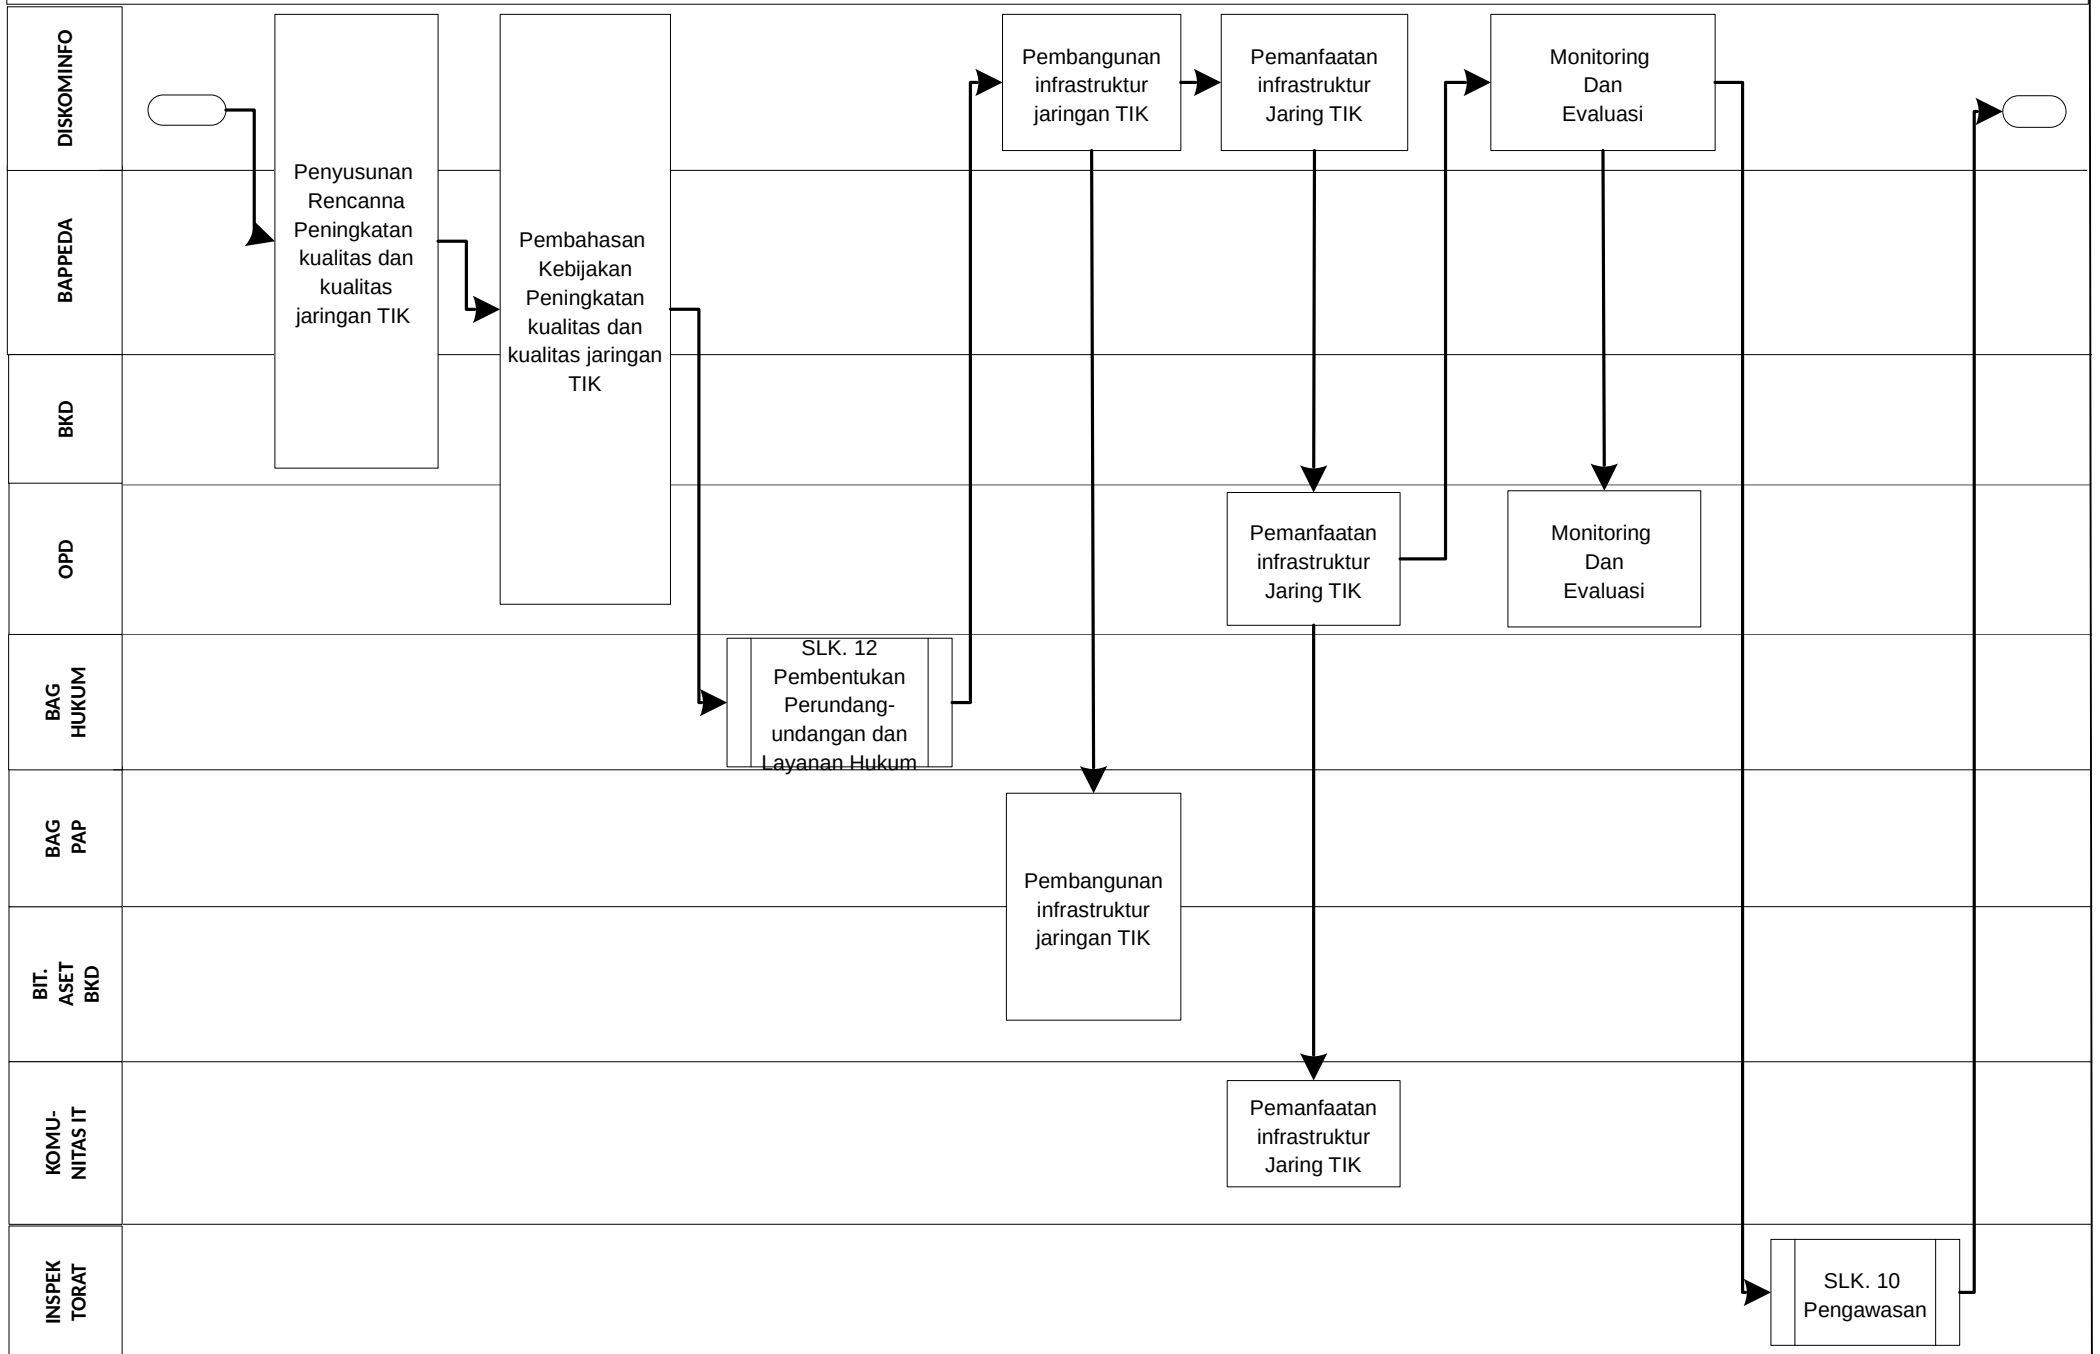 DISKOMINFO
BAPPEDA
BKD
OPD
BAG
HUKUM
BAG
PAP
BIT.
ASET
BKD
KOMU-
NITAS IT
INSPEK
TORAT
Penyusunan
Rencanna
Peningkatan
kualitas dan
kualitas
jaringan TIK
Pembahasan
Kebijakan
Peningkatan
kualitas dan
kualitas jaringan
TIK
SLK. 12
Pembentukan
Perundang-
undangan dan
Layanan Hukum
Pembangunan
infrastruktur
jaringan TIK
Pembangunan
infrastruktur
jaringan TIK
Pemanfaatan
infrastruktur
Jaring TIK
Pemanfaatan
infrastruktur
Jaring TIK
Pemanfaatan
infrastruktur
Jaring TIK
Monitoring
Dan
Evaluasi
Monitoring
Dan
Evaluasi
SLK. 10
Pengawasan